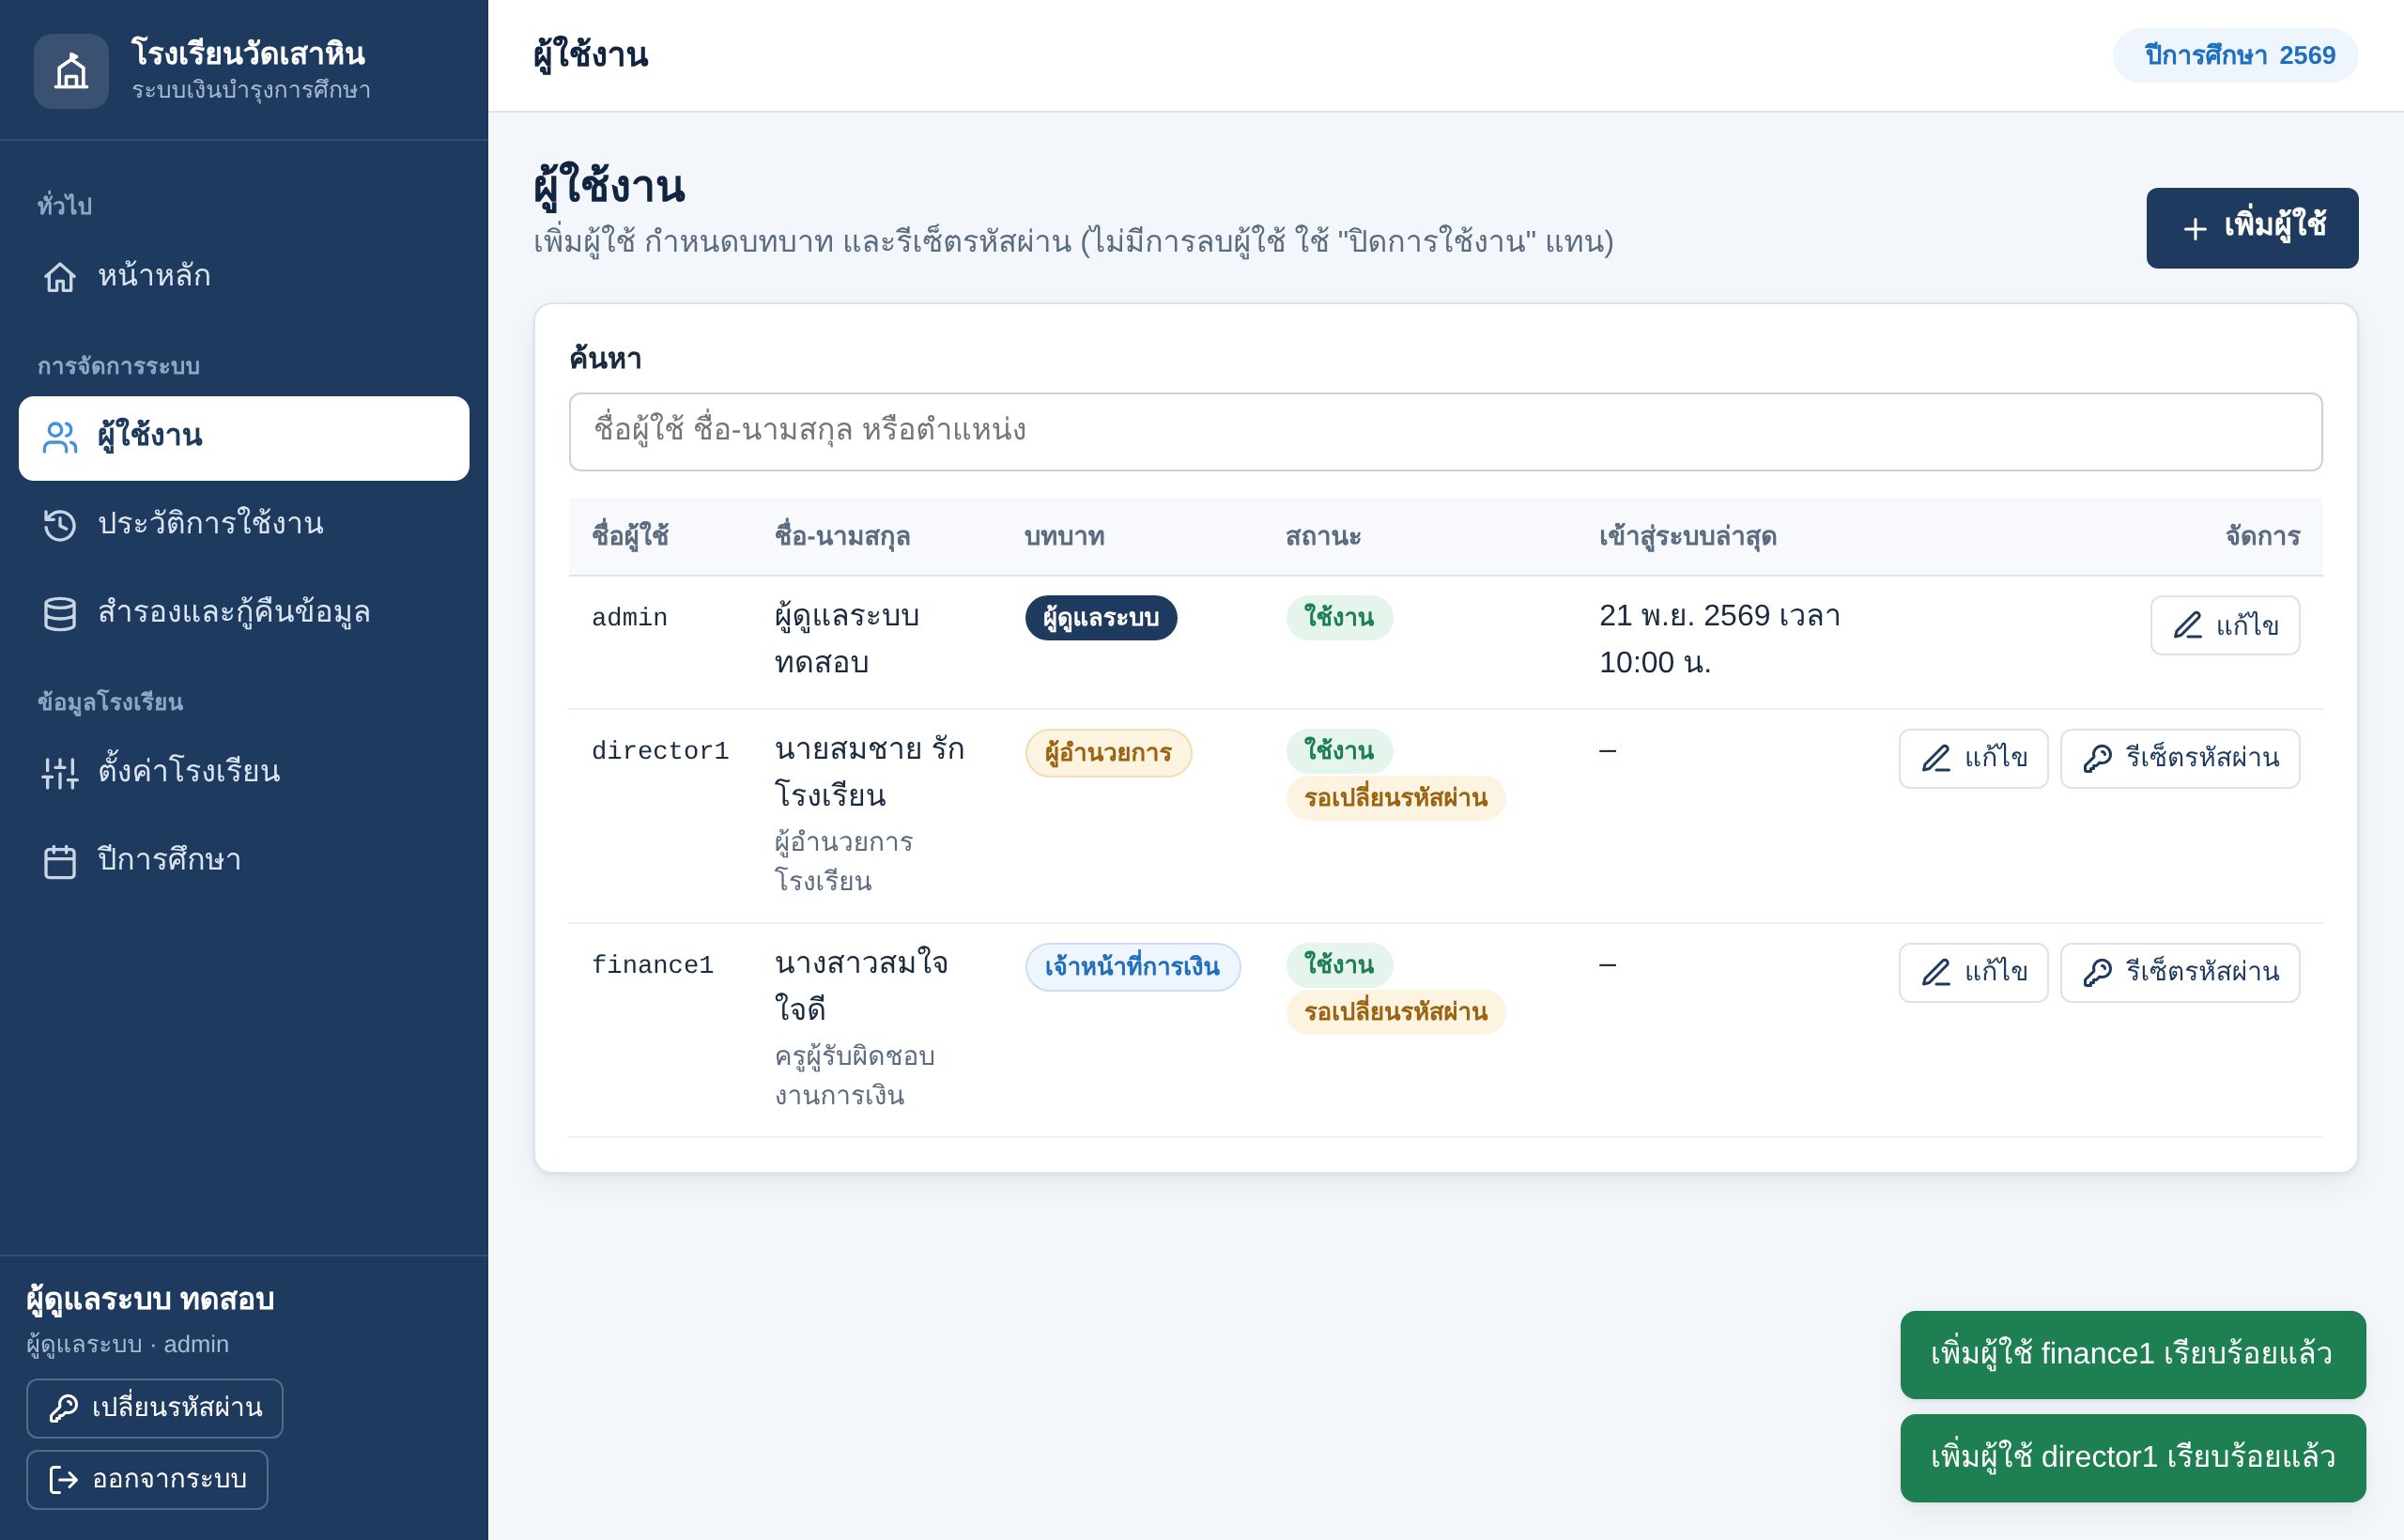 โรงเรียนวัดเสาหิน
ระบบเงินบำรุงการศึกษา
ทั่วไป
หน้าหลัก
การจัดการระบบ
ผู้ใช้งาน
ประวัติการใช้งาน
สำรองและกู้คืนข้อมูล
ข้อมูลโรงเรียน
ตั้งค่าโรงเรียน
ปีการศึกษา
ผู้ดูแลระบบ ทดสอบ
ผู้ดูแลระบบ · admin
เปลี่ยนรหัสผ่าน
ออกจากระบบ
ผู้ใช้งาน
ปีการศึกษา 2569
ผู้ใช้งาน
เพิ่มผู้ใช้ กำหนดบทบาท และรีเซ็ตรหัสผ่าน (ไม่มีการลบผู้ใช้ ใช้ "ปิดการใช้งาน" แทน)
เพิ่มผู้ใช้
ค้นหา
ชื่อผู้ใช้ ชื่อ-นามสกุล หรือตำแหน่ง
ชื่อผู้ใช้ ชื่อ-นามสกุล บทบาท สถานะ เข้าสู่ระบบล่าสุด จัดการ
admin ผู้ดูแลระบบ ผู้ดูแลระบบ ใช้งาน 21 พ.ย. 2569 เวลา แก้ไข
ทดสอบ 10:00 น.
director1 นายสมชาย รัก ผู้อำนวยการ ใช้งาน – แก้ไข รีเซ็ตรหัสผ่าน
โรงเรียน รอเปลี่ยนรหัสผ่าน
ผู้อำนวยการ
โรงเรียน
finance1 นางสาวสมใจ เจ้าหน้าที่การเงิน ใช้งาน – แก้ไข รีเซ็ตรหัสผ่าน
ใจดี รอเปลี่ยนรหัสผ่าน
ครูผู้รับผิดชอบ
งานการเงิน
เพิ่มผู้ใช้ finance1 เรียบร้อยแล้ว
เพิ่มผู้ใช้ director1 เรียบร้อยแล้ว